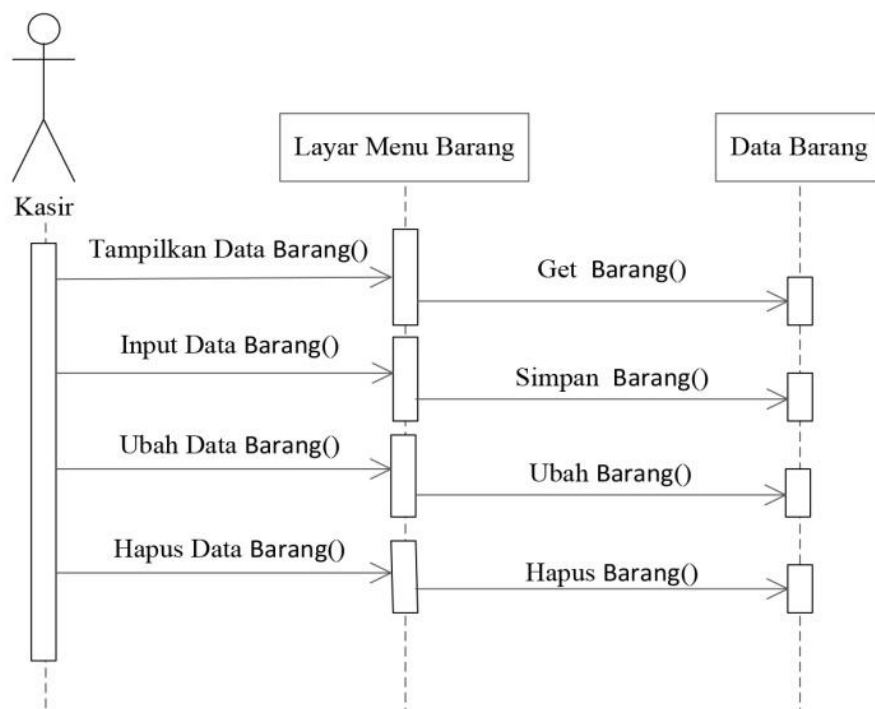 Layar Menu Barang
Data Barang
Kasir
Tampilkan Data Barang()
Get Barang()
Input Data Barang()
Simpan Barang()
Ubah Data Barang()
Ubah Barang()
Hapus Data Barang()
Hapus Barang()